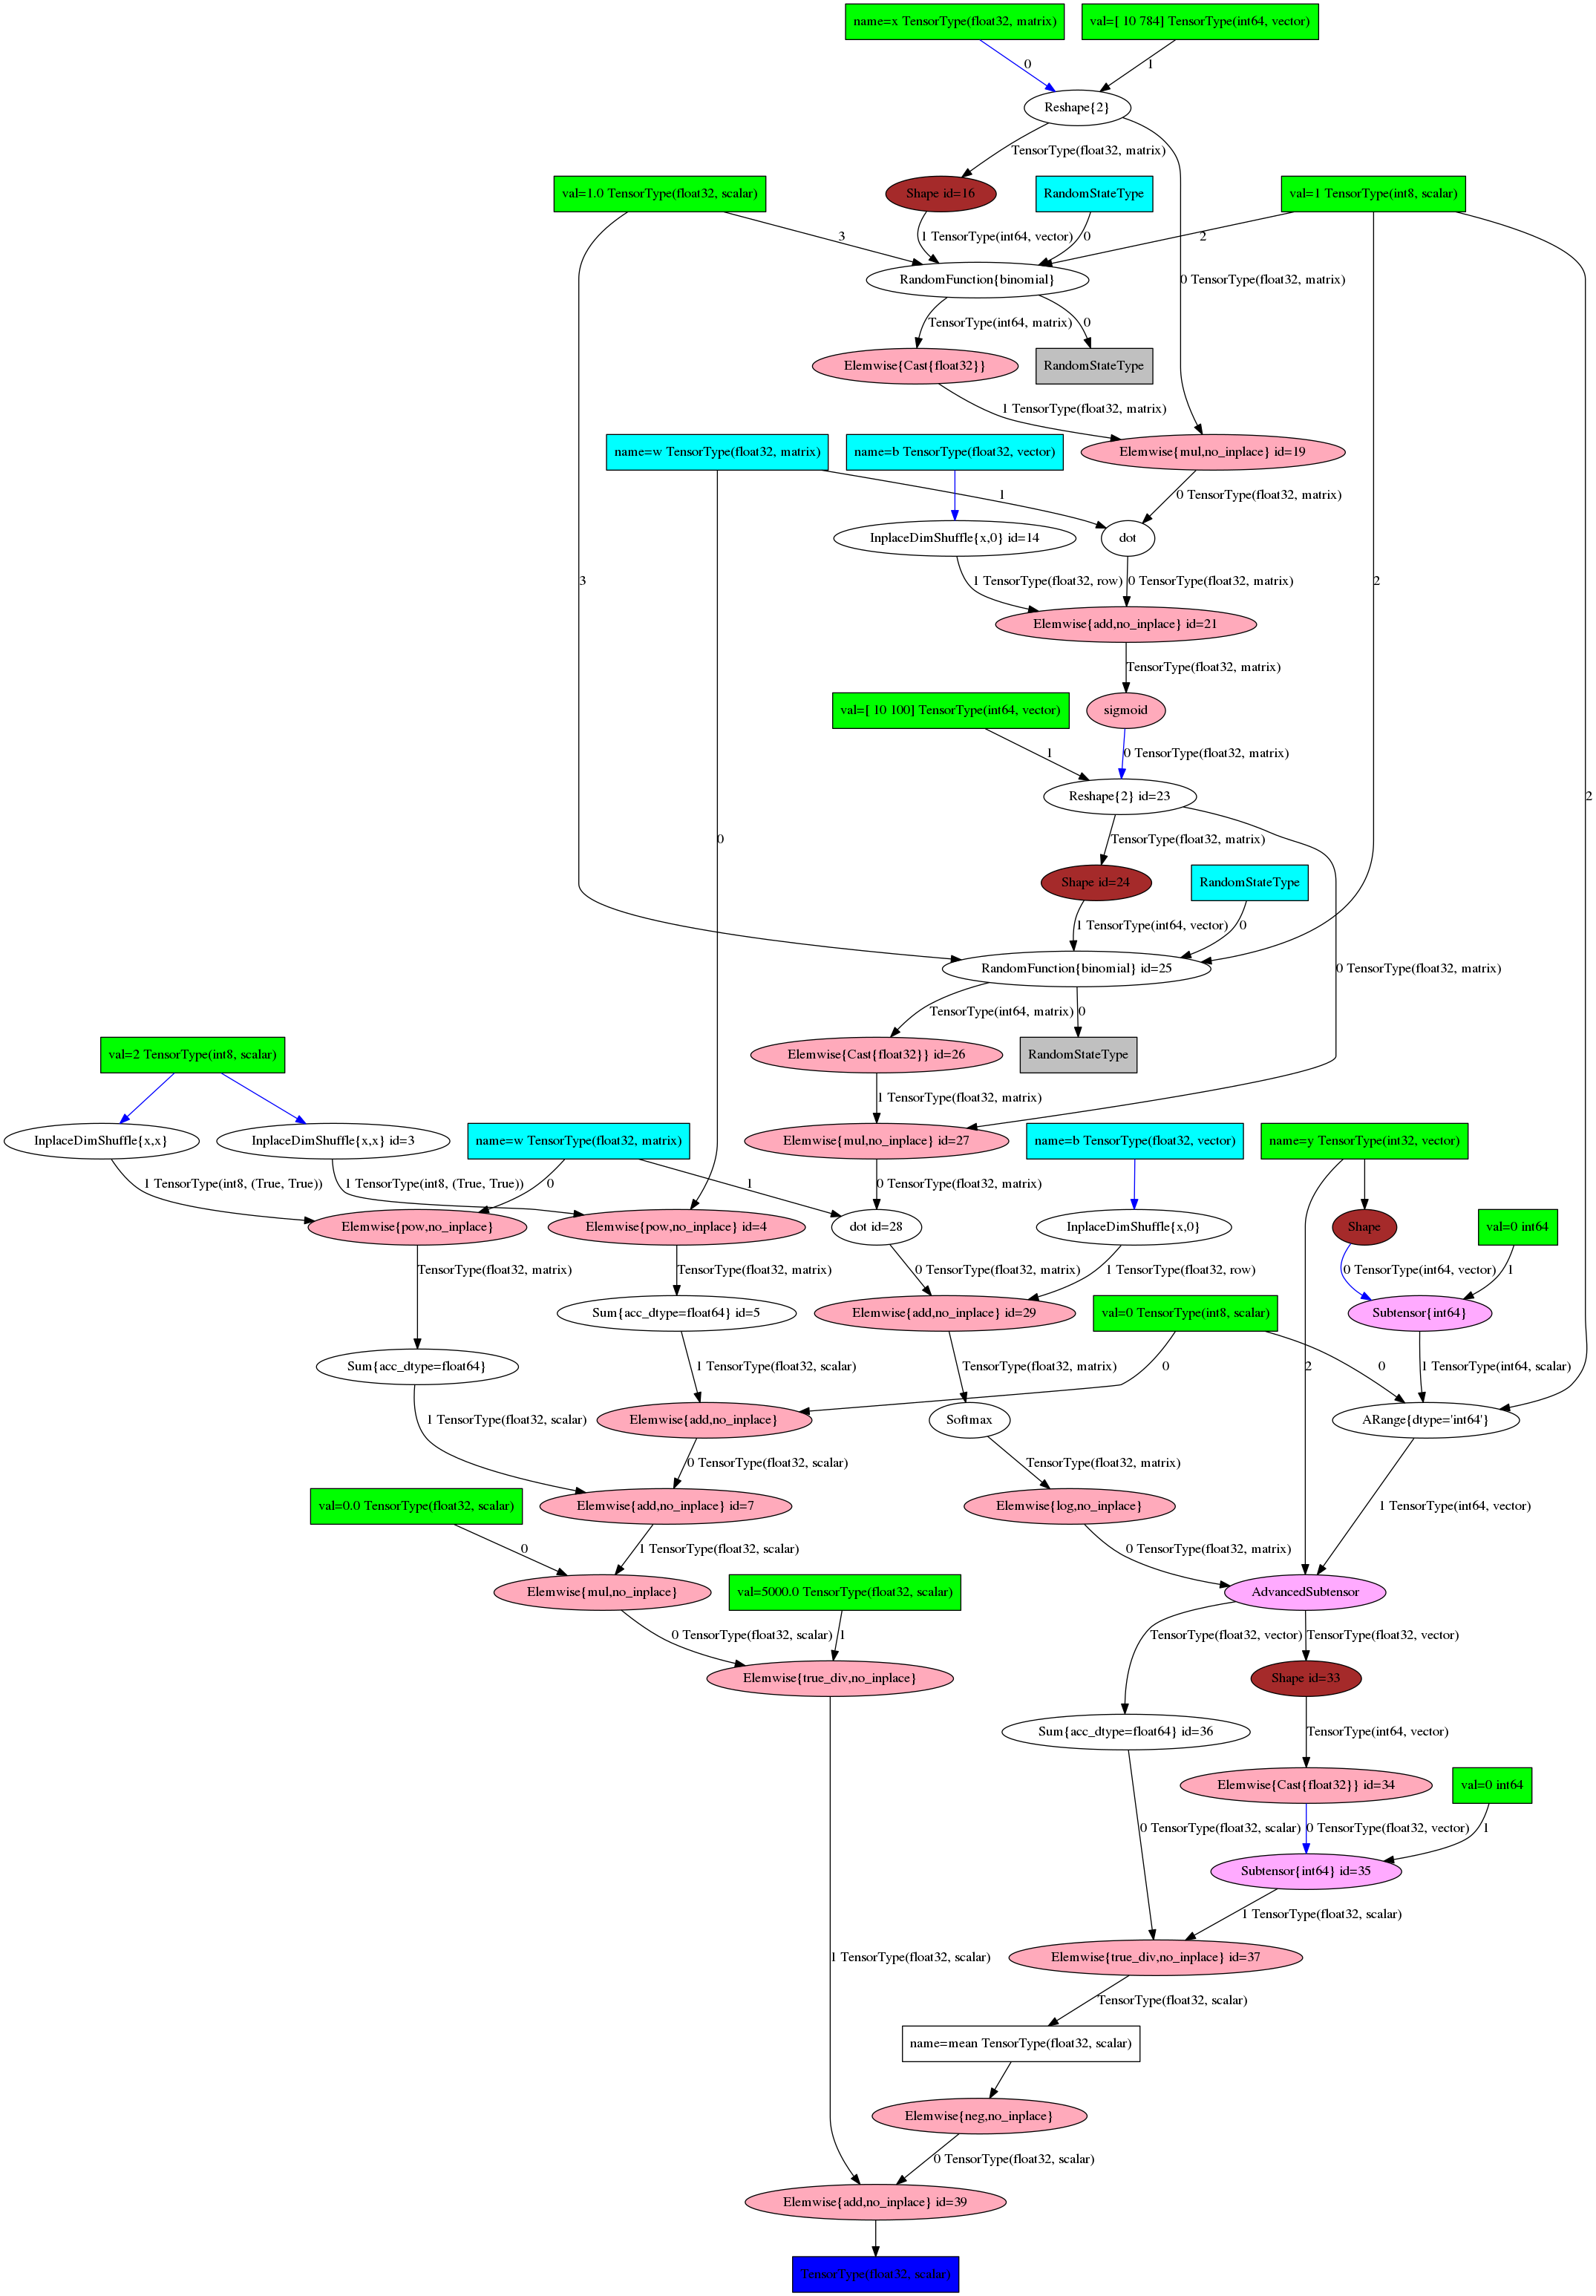 name=x TensorType(float32, matrix)
val=[ 10 784] TensorType(int64, vector)
0
1
Reshape{2}
TensorType(float32, matrix)
val=1.0 TensorType(float32, scalar)
Shape id=16
RandomStateType
val=1 TensorType(int8, scalar)
3
1 TensorType(int64, vector)
0
2
RandomFunction{binomial}
0 TensorType(float32, matrix)
TensorType(int64, matrix)
0
Elemwise{Cast{float32}}
RandomStateType
1 TensorType(float32, matrix)
name=w TensorType(float32, matrix)
name=b TensorType(float32, vector)
Elemwise{mul,no_inplace} id=19
1
0 TensorType(float32, matrix)
InplaceDimShuffle{x,0} id=14
dot
3
1 TensorType(float32, row)
0 TensorType(float32, matrix)
2
Elemwise{add,no_inplace} id=21
TensorType(float32, matrix)
val=[ 10 100] TensorType(int64, vector)
sigmoid
1
0 TensorType(float32, matrix)
Reshape{2} id=23
2
0
TensorType(float32, matrix)
Shape id=24
RandomStateType
1 TensorType(int64, vector)
0
RandomFunction{binomial} id=25
0 TensorType(float32, matrix)
TensorType(int64, matrix)
0
val=2 TensorType(int8, scalar)
Elemwise{Cast{float32}} id=26
RandomStateType
1 TensorType(float32, matrix)
InplaceDimShuffle{x,x}
InplaceDimShuffle{x,x} id=3
name=w TensorType(float32, matrix)
Elemwise{mul,no_inplace} id=27
name=b TensorType(float32, vector)
name=y TensorType(int32, vector)
1 TensorType(int8, (True, True))
1 TensorType(int8, (True, True))
0
1
0 TensorType(float32, matrix)
Elemwise{pow,no_inplace}
Elemwise{pow,no_inplace} id=4
dot id=28
InplaceDimShuffle{x,0}
Shape
val=0 int64
TensorType(float32, matrix)
TensorType(float32, matrix)
0 TensorType(float32, matrix)
1 TensorType(float32, row)
0 TensorType(int64, vector)
1
Sum{acc_dtype=float64} id=5
Elemwise{add,no_inplace} id=29
val=0 TensorType(int8, scalar)
Subtensor{int64}
Sum{acc_dtype=float64}
1 TensorType(float32, scalar)
TensorType(float32, matrix)
0
2
0
1 TensorType(int64, scalar)
1 TensorType(float32, scalar)
Elemwise{add,no_inplace}
Softmax
ARange{dtype='int64'}
0 TensorType(float32, scalar)
TensorType(float32, matrix)
val=0.0 TensorType(float32, scalar)
Elemwise{add,no_inplace} id=7
Elemwise{log,no_inplace}
1 TensorType(int64, vector)
0
1 TensorType(float32, scalar)
0 TensorType(float32, matrix)
Elemwise{mul,no_inplace}
val=5000.0 TensorType(float32, scalar)
AdvancedSubtensor
0 TensorType(float32, scalar)
1
TensorType(float32, vector)
TensorType(float32, vector)
Elemwise{true_div,no_inplace}
Shape id=33
Sum{acc_dtype=float64} id=36
TensorType(int64, vector)
Elemwise{Cast{float32}} id=34
val=0 int64
0 TensorType(float32, scalar)
0 TensorType(float32, vector)
1
Subtensor{int64} id=35
1 TensorType(float32, scalar)
1 TensorType(float32, scalar)
Elemwise{true_div,no_inplace} id=37
TensorType(float32, scalar)
name=mean TensorType(float32, scalar)
Elemwise{neg,no_inplace}
0 TensorType(float32, scalar)
Elemwise{add,no_inplace} id=39
TensorType(float32, scalar)